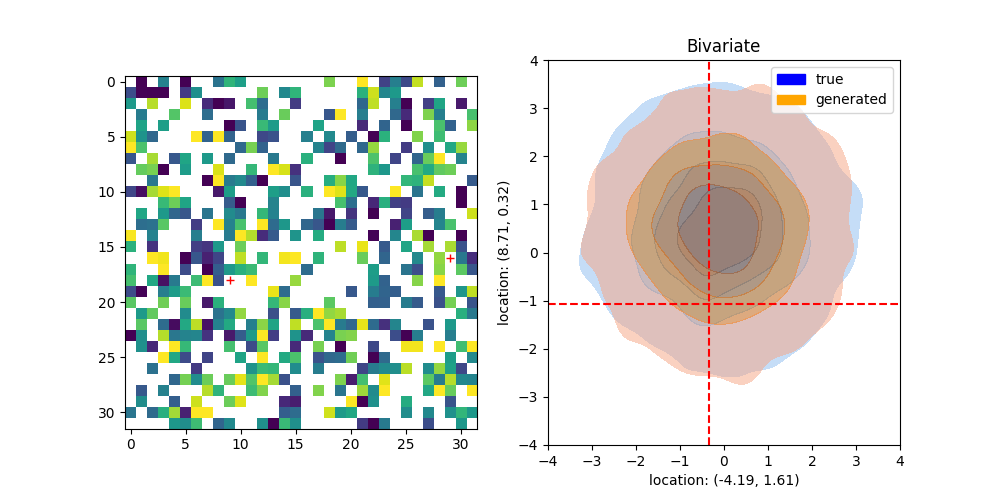 Bivariate
true
generated
0
5
10
15
20
25
30
0 5 10 15 20 25 30
4
3
2
1
0
−1
−2
−3
−4
−4 −3 −2 −1 0 1 2 3 4
location: (8.71, 0.32)
location: (-4.19, 1.61)